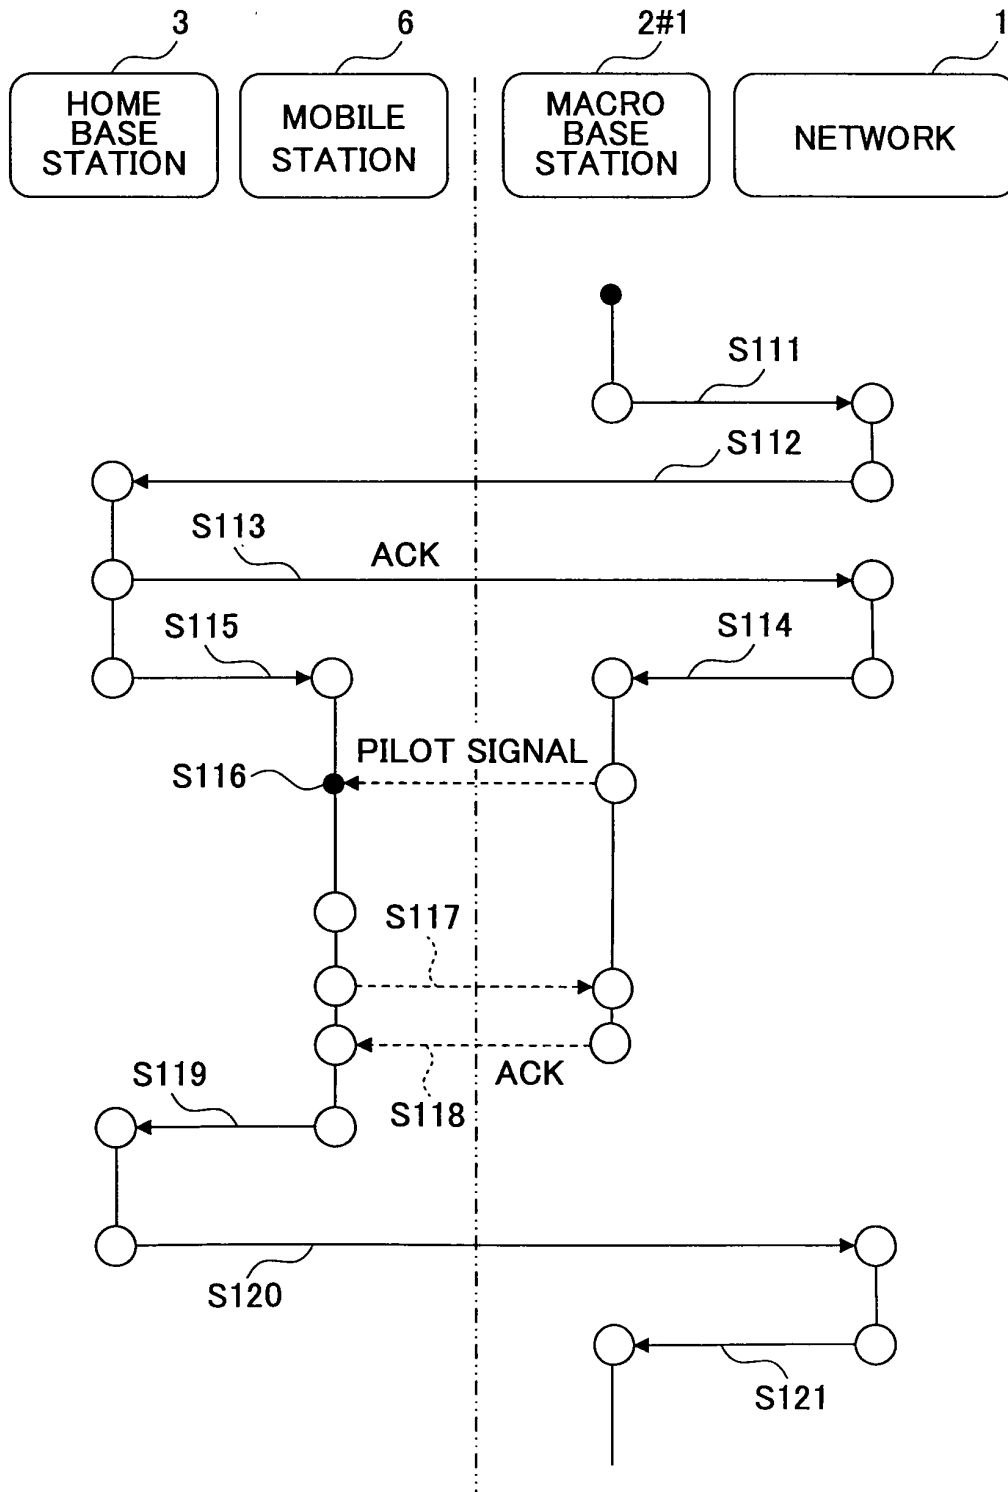 3
6
2#1
1
HOME
BASE
STATION
MOBILE
STATION
MACRO
BASE
STATION
NETWORK
S111
S112
S113
ACK
S115
S114
PILOT SIGNAL
S116
S117
S119
ACK
S118
S120
S121